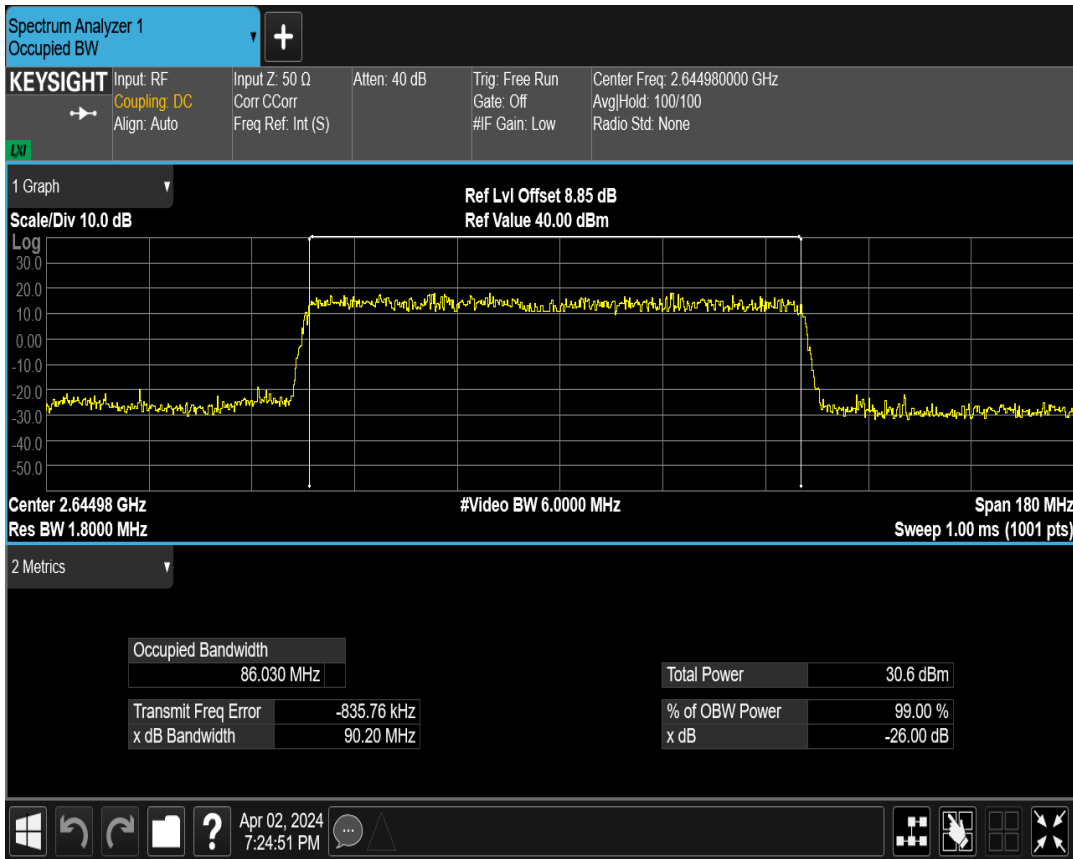 Spectrum Analyzer 1
Occupied BW
KEYSIGHT
LXI
Input: RF
Coupling: DC
Align: Auto
Input Z: 50 Ω
Corr CCorr
Freq Ref: Int (S)
Atten: 40 dB
Trig: Free Run
Gate: Off
#IF Gain: Low
Center Freq: 2.644980000 GHz
Avg|Hold: 100/100
Radio Std: None
1 Graph
Scale/Div 10.0 dB
Ref Lvl Offset 8.85 dB
Ref Value 40.00 dBm
Log
30.0
20.0
10.0
0.00
-10.0
-20.0
-30.0
-40.0
-50.0
Center 2.64498 GHz
#Video BW 6.0000 MHz
Span 180 MHz
Res BW 1.8000 MHz
Sweep 1.00 ms (1001 pts)
2 Metrics
Occupied Bandwidth
86.030 MHz
Total Power 30.6 dBm
Transmit Freq Error -835.76 kHz
% of OBW Power 99.00 %
x dB Bandwidth 90.20 MHz
x dB -26.00 dB
?
Apr 02, 2024
7:24:51 PM